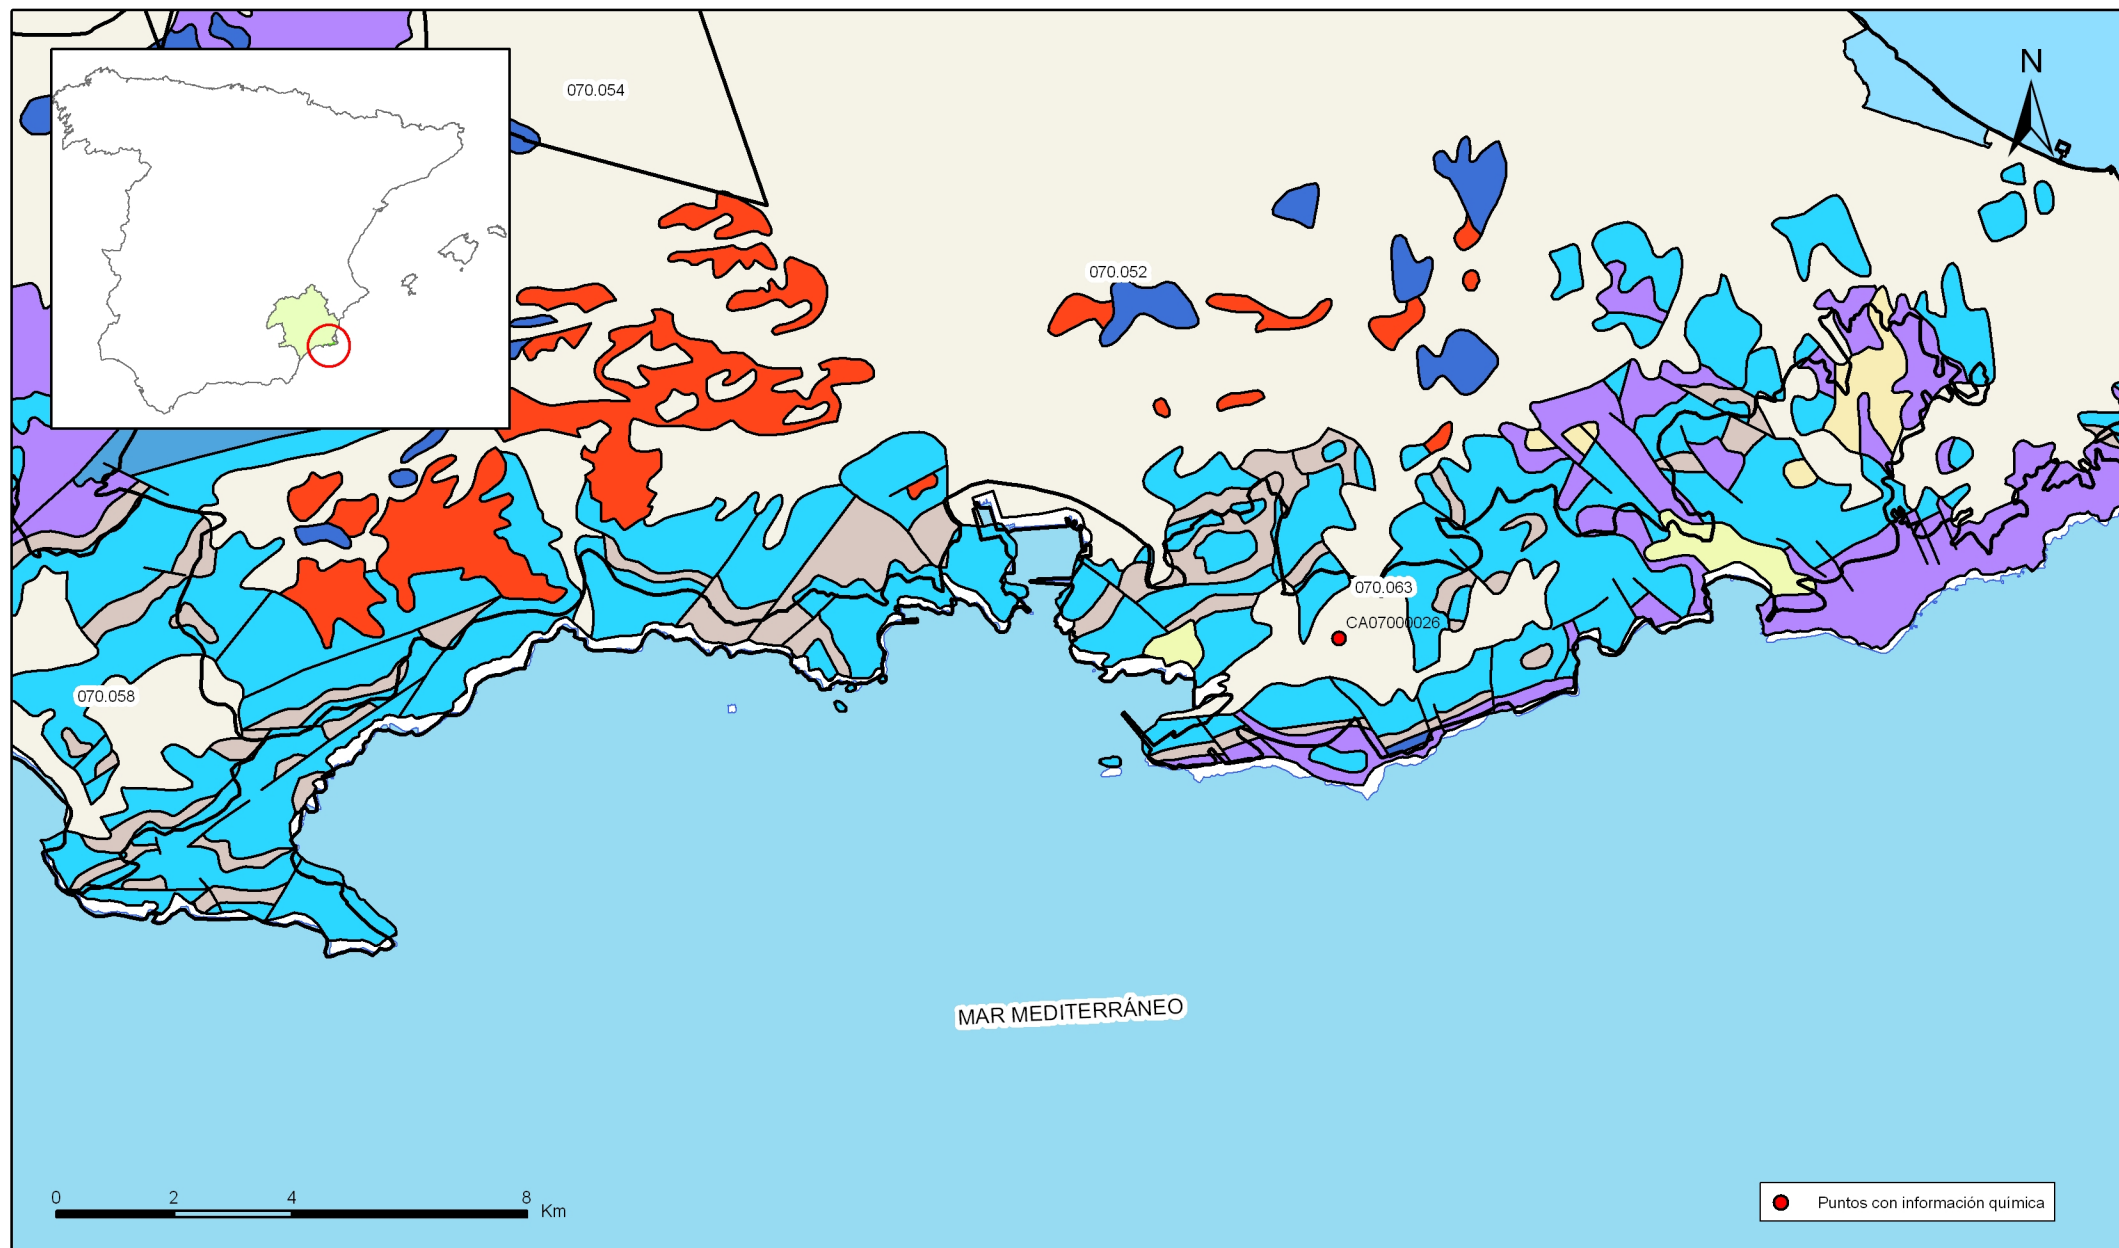 N
070.054
070.052
070.063
CA07000026
070.058
MAR MEDITERRÁNEO
0 2 4 8
Km
Puntos con información química